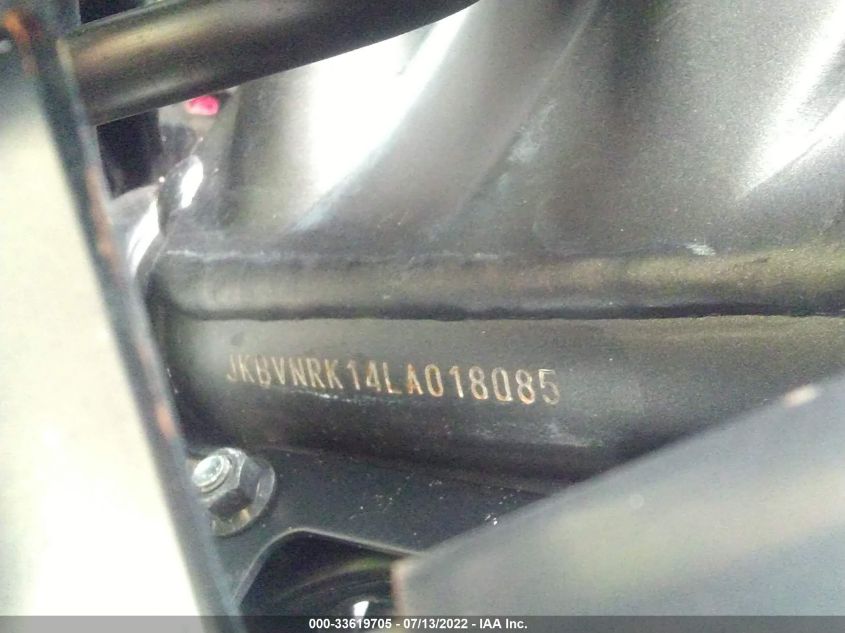 JKBVNRK14LA018085
000-33619705 - 07/13/2022 - IAA Inc.